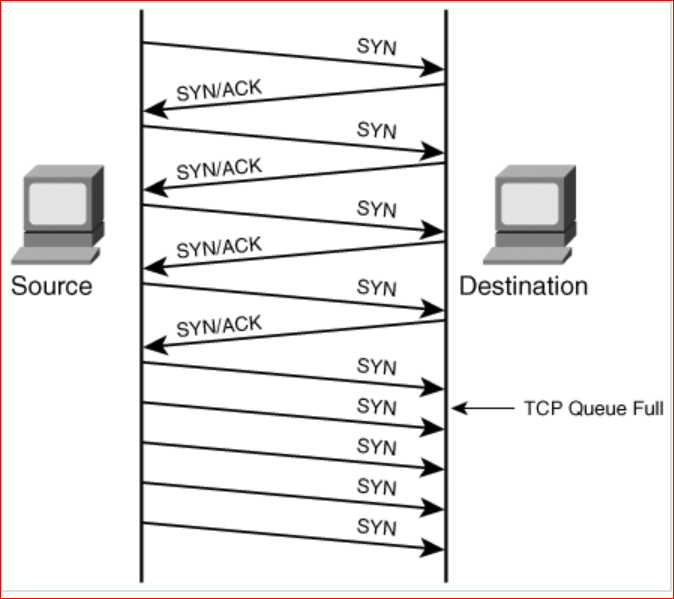 SYN
SYN/ACK
SYN
SYN/ACK
SYN
SYN/ACK
Source
Destination
SYN
SYN/ACK
SYN
SYN
TCP Queue Full
SYN
SYN
SYN